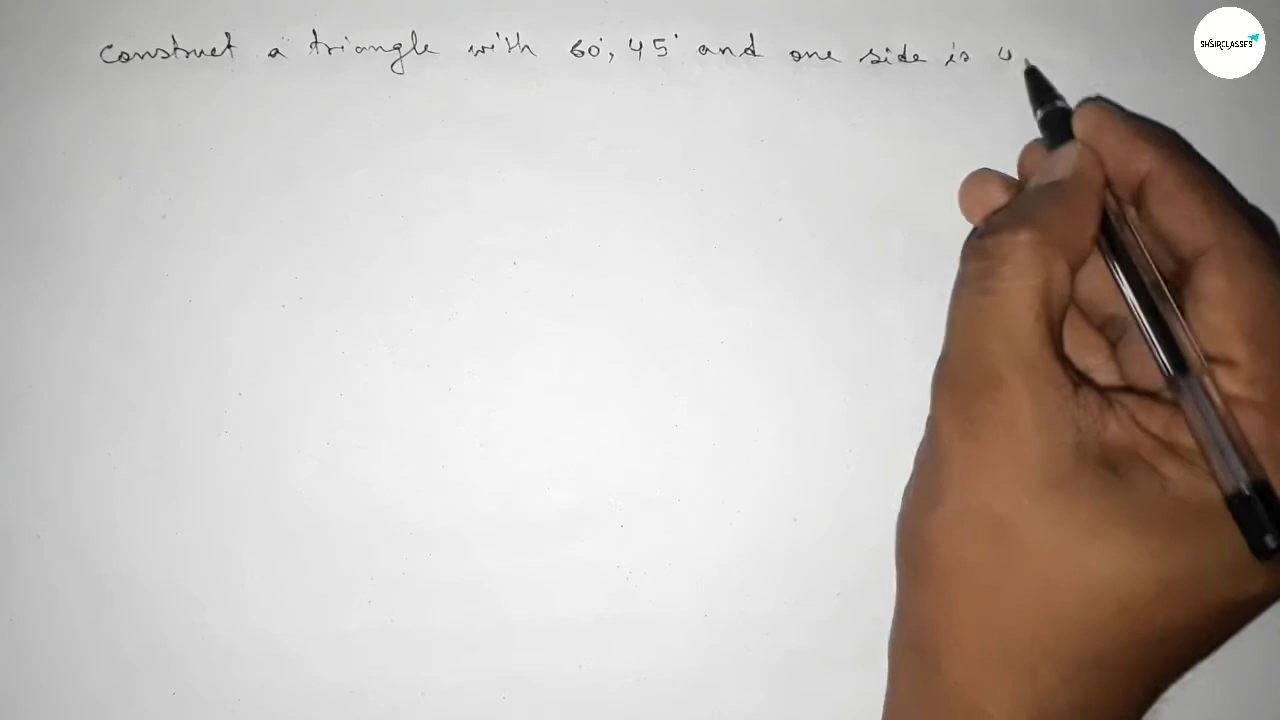 construct a triangle with 60°, 45° and one side is
SHSIRCLASSES